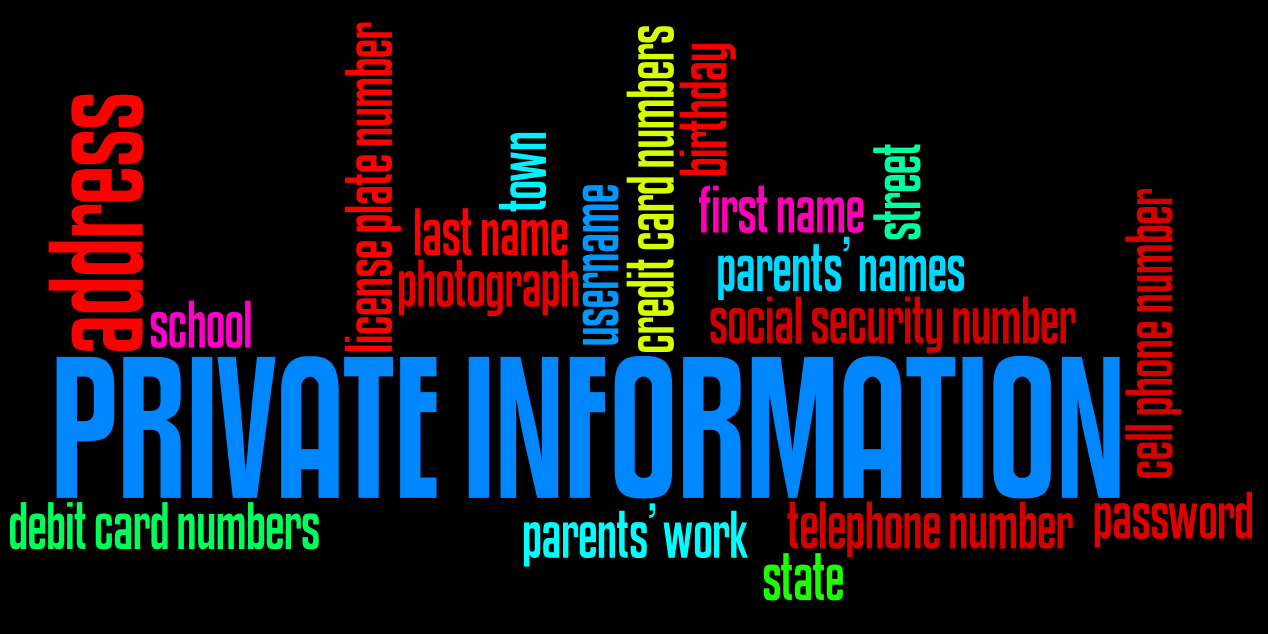 address
school
license plate number
last name
photograph
town
username
credit card numbers
birthday
first name
street
parents’ names
social security number
cell phone number
PRIVATE INFORMATION
debit card numbers
parents’ work
telephone number
password
state